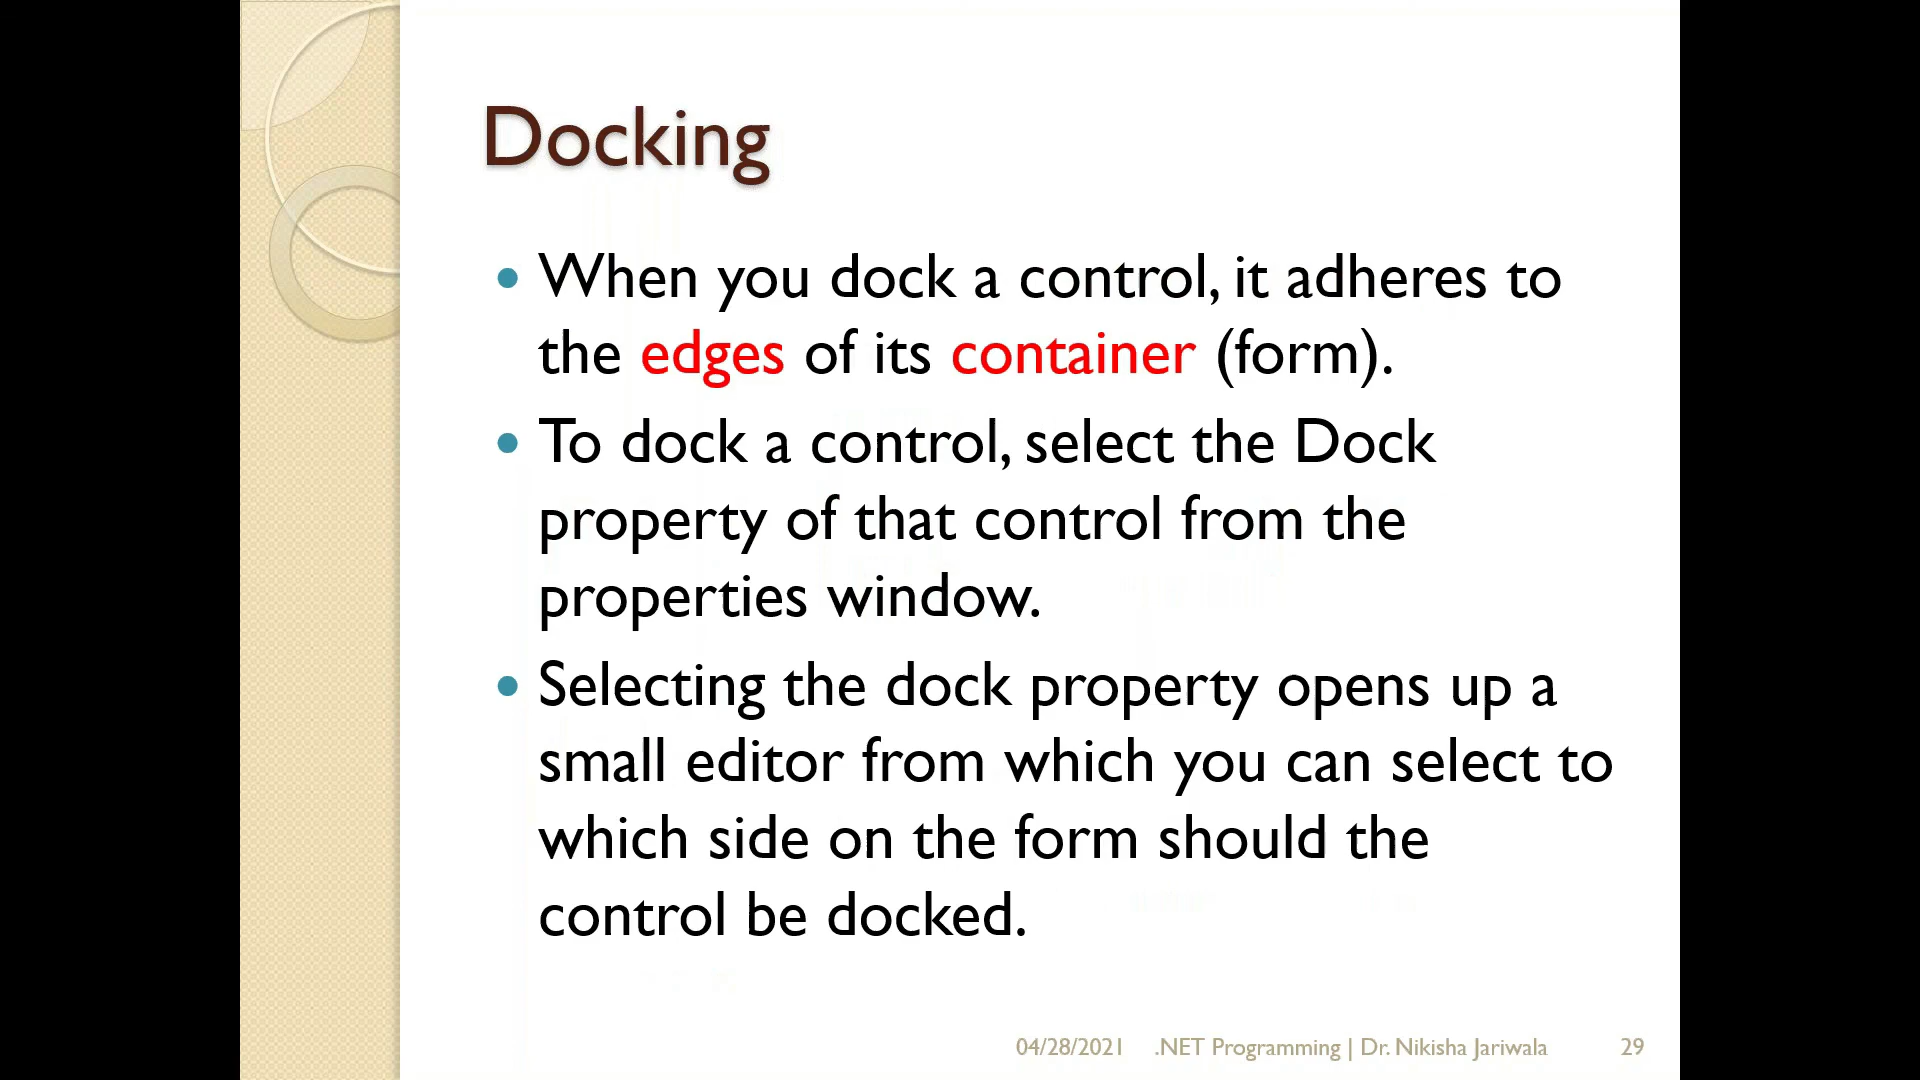 Docking
• When you dock a control, it adheres to
the edges of its container (form).
• To dock a control, select the Dock
property of that control from the
properties window.
• Selecting the dock property opens up a
small editor from which you can select to
which side on the form should the
control be docked.
04/28/2021 .NET Programming | Dr. Nikisha Jariwala 29